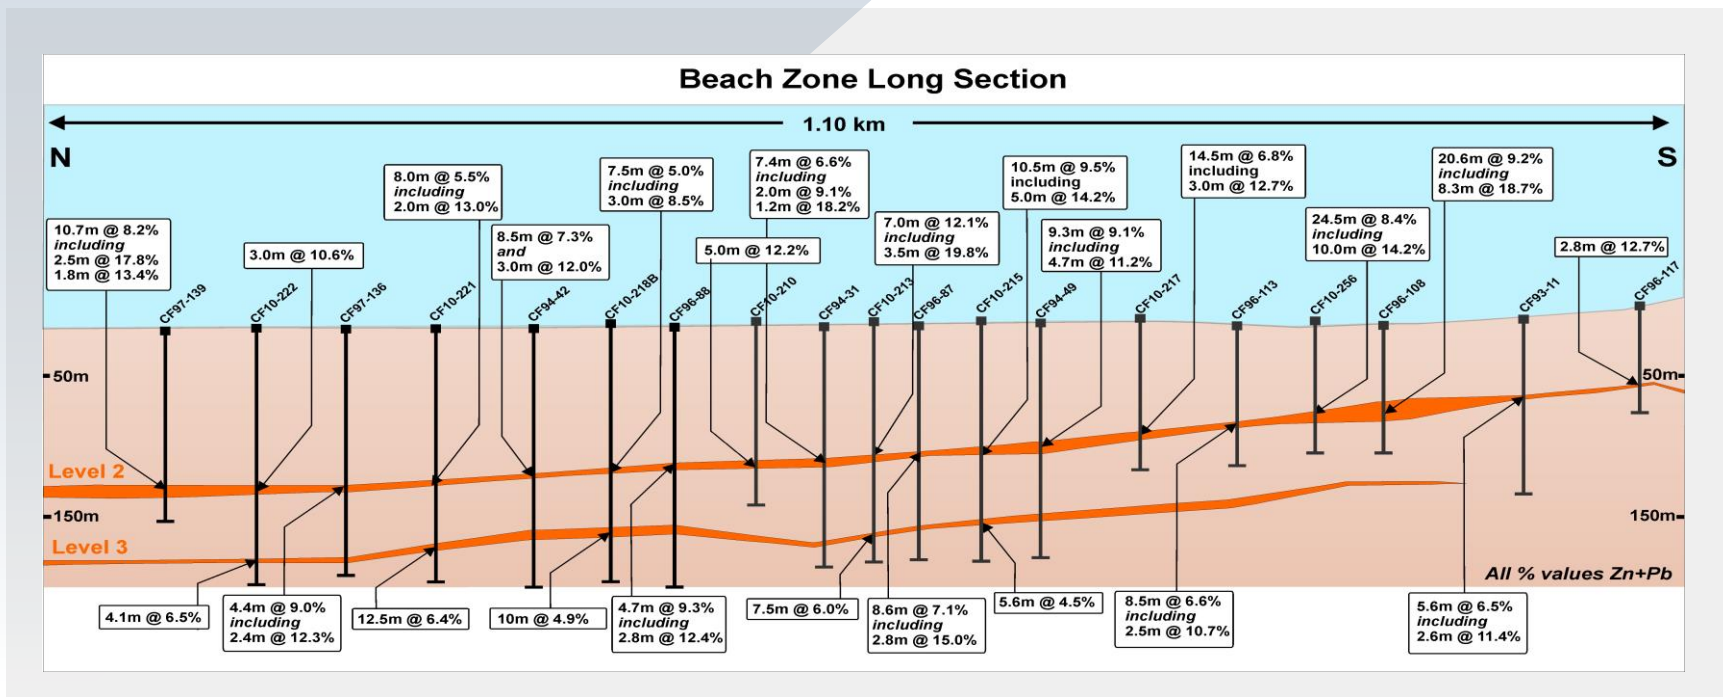 Beach Zone Long Section
1.10 km
N
S
10.7m @ 8.2%
including
2.5m @ 17.8%
1.8m @ 13.4%
3.0m @ 10.6%
8.0m @ 5.5%
including
2.0m @ 13.0%
8.5m @ 7.3%
and
3.0m @ 12.0%
7.5m @ 5.0%
including
3.0m @ 8.5%
5.0m @ 12.2%
7.4m @ 6.6%
including
2.0m @ 9.1%
1.2m @ 18.2%
7.0m @ 12.1%
including
3.5m @ 19.8%
10.5m @ 9.5%
including
5.0m @ 14.2%
9.3m @ 9.1%
including
4.7m @ 11.2%
14.5m @ 6.8%
including
3.0m @ 12.7%
24.5m @ 8.4%
including
10.0m @ 14.2%
20.6m @ 9.2%
including
8.3m @ 18.7%
2.8m @ 12.7%
CF97-139
CF10-222
CF97-136
CF10-221
CF94-42
CF10-218B
CF96-88
CF10-210
CF94-31
CF10-213
CF96-87
CF10-215
CF94-49
CF10-217
CF96-113
CF10-256
CF96-108
CF93-11
CF96-117
50m
50m
Level 2
150m
150m
Level 3
All % values Zn+Pb
4.1m @ 6.5%
4.4m @ 9.0%
including
2.4m @ 12.3%
12.5m @ 6.4%
10m @ 4.9%
4.7m @ 9.3%
including
2.8m @ 12.4%
7.5m @ 6.0%
8.6m @ 7.1%
including
2.8m @ 15.0%
5.6m @ 4.5%
8.5m @ 6.6%
including
2.5m @ 10.7%
5.6m @ 6.5%
including
2.6m @ 11.4%